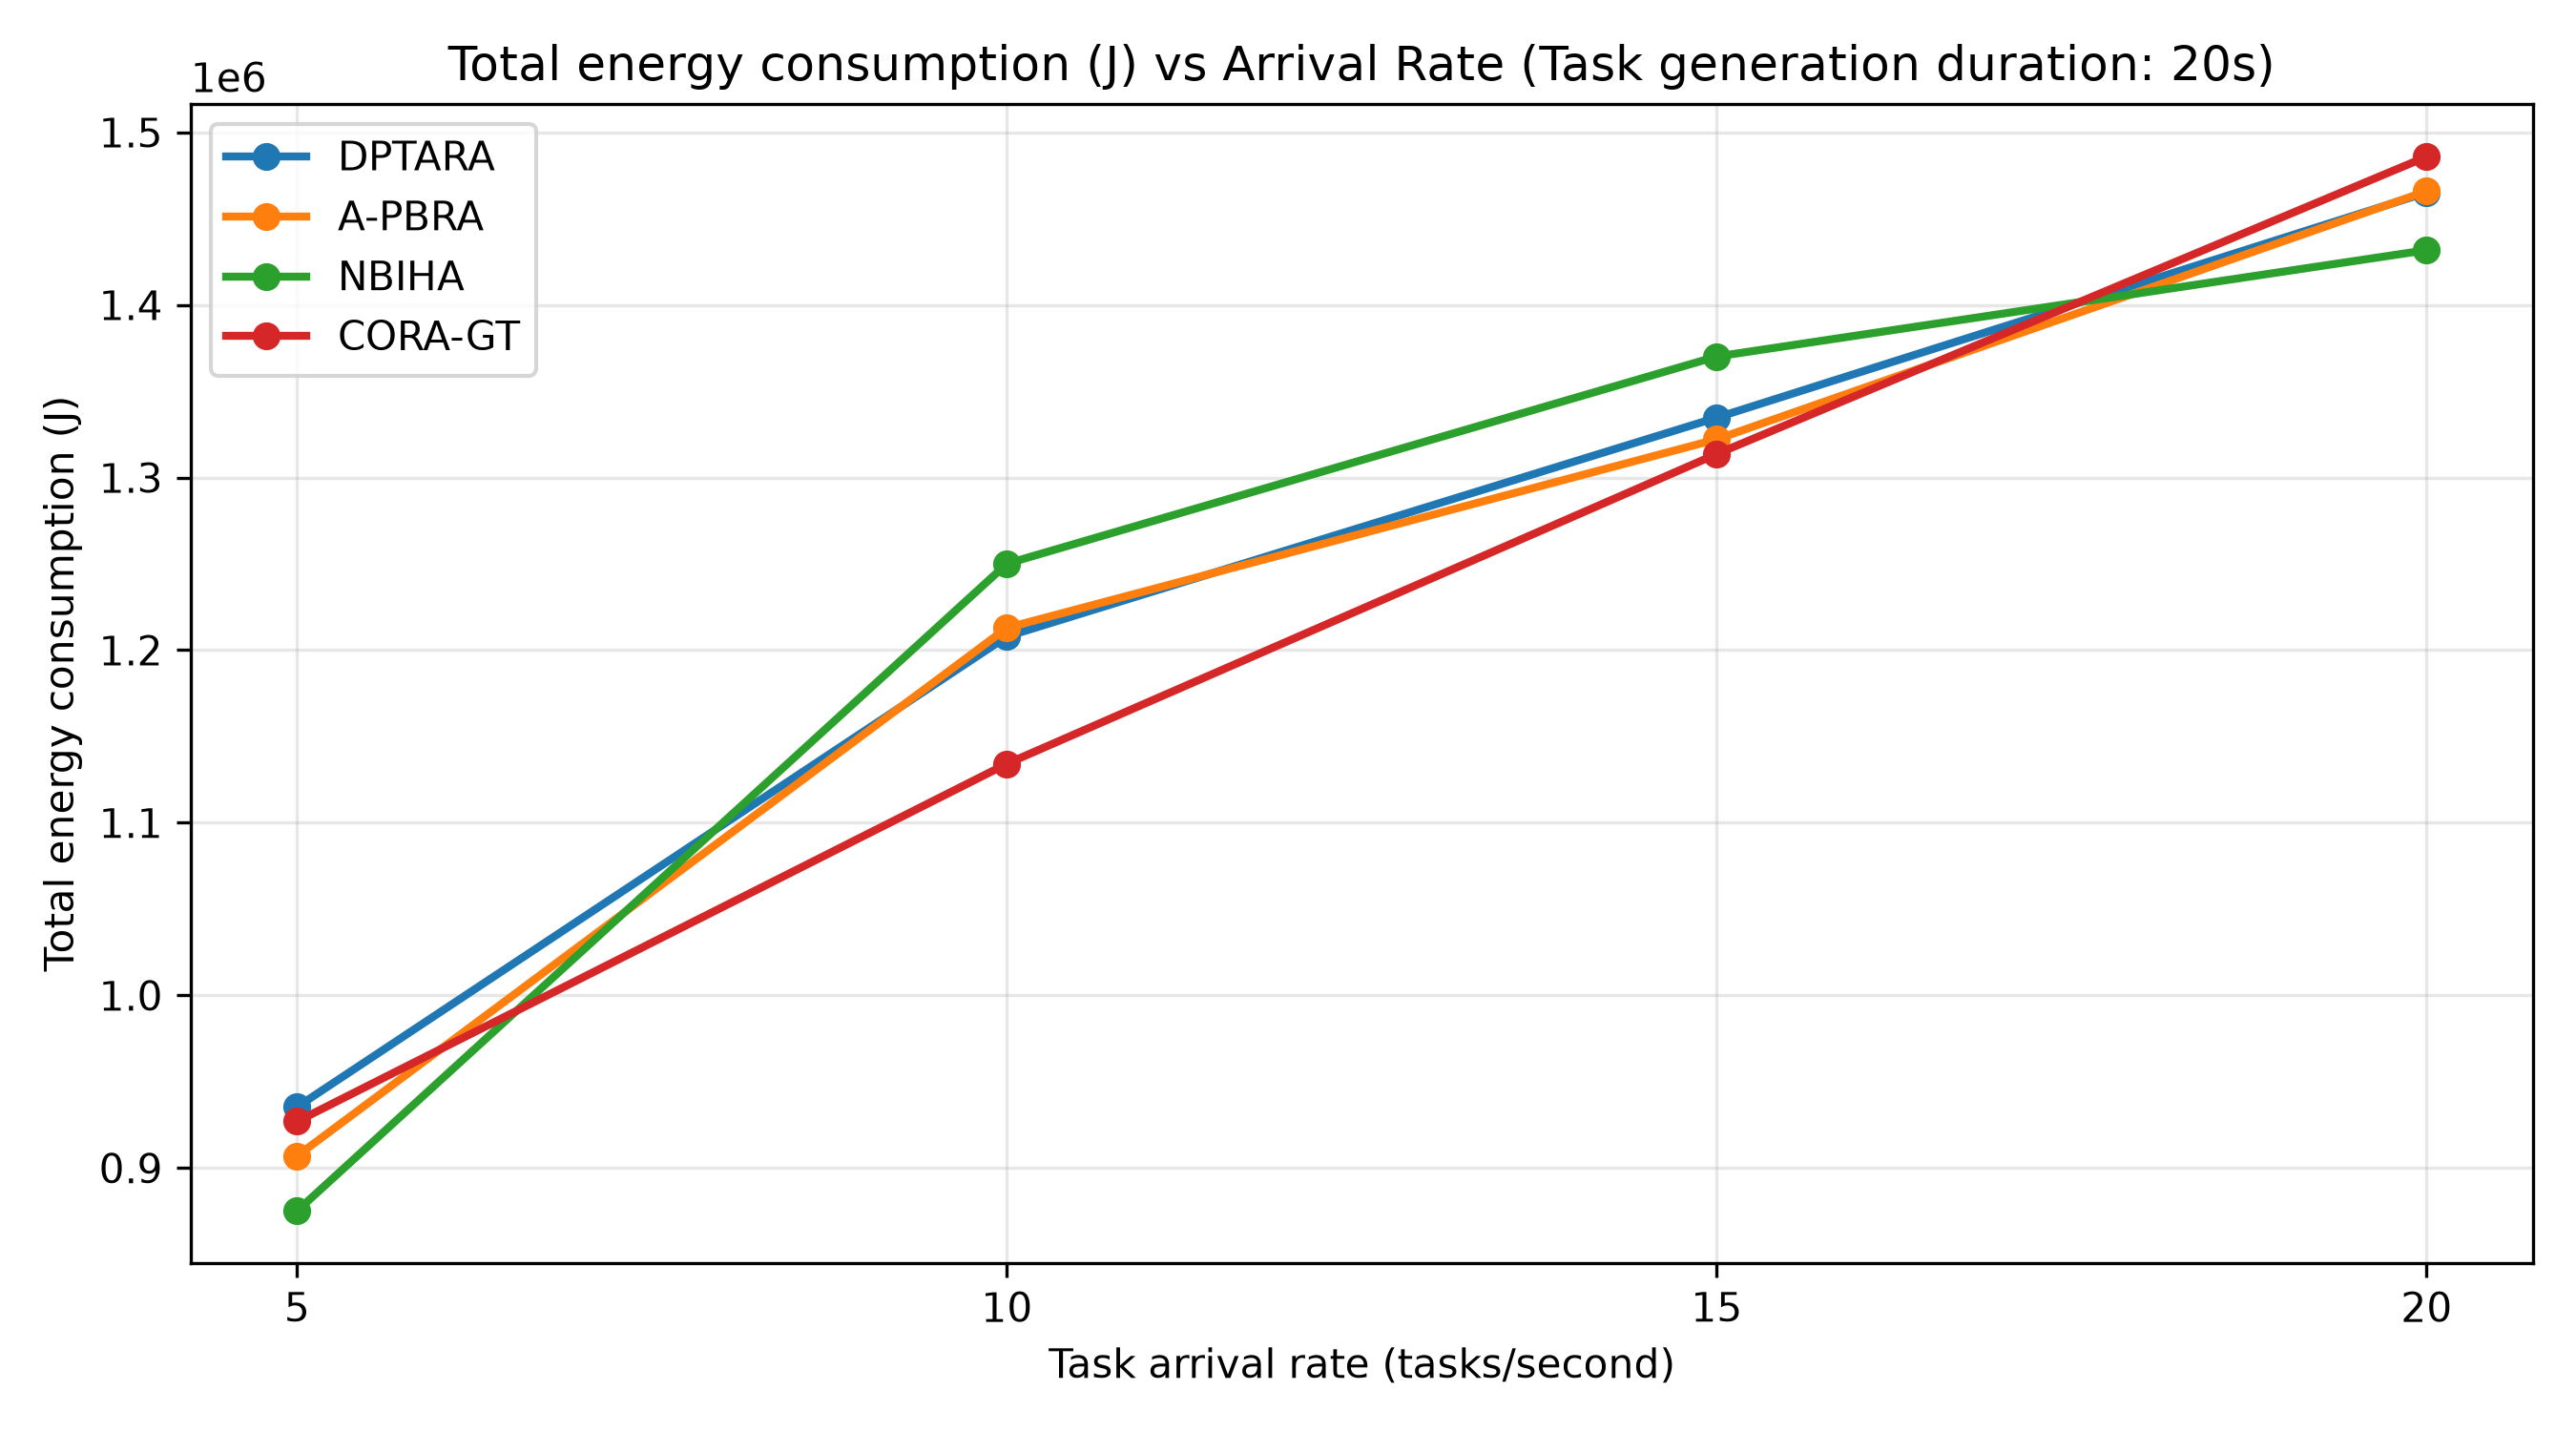 Total energy consumption (J) vs Arrival Rate (Task generation duration: 20s)
1e6
1.5
1.4
1.3
1.2
1.1
1.0
0.9
Total energy consumption (J)
DPTARA
A-PBRA
NBIHA
CORA-GT
5 10 15 20
Task arrival rate (tasks/second)